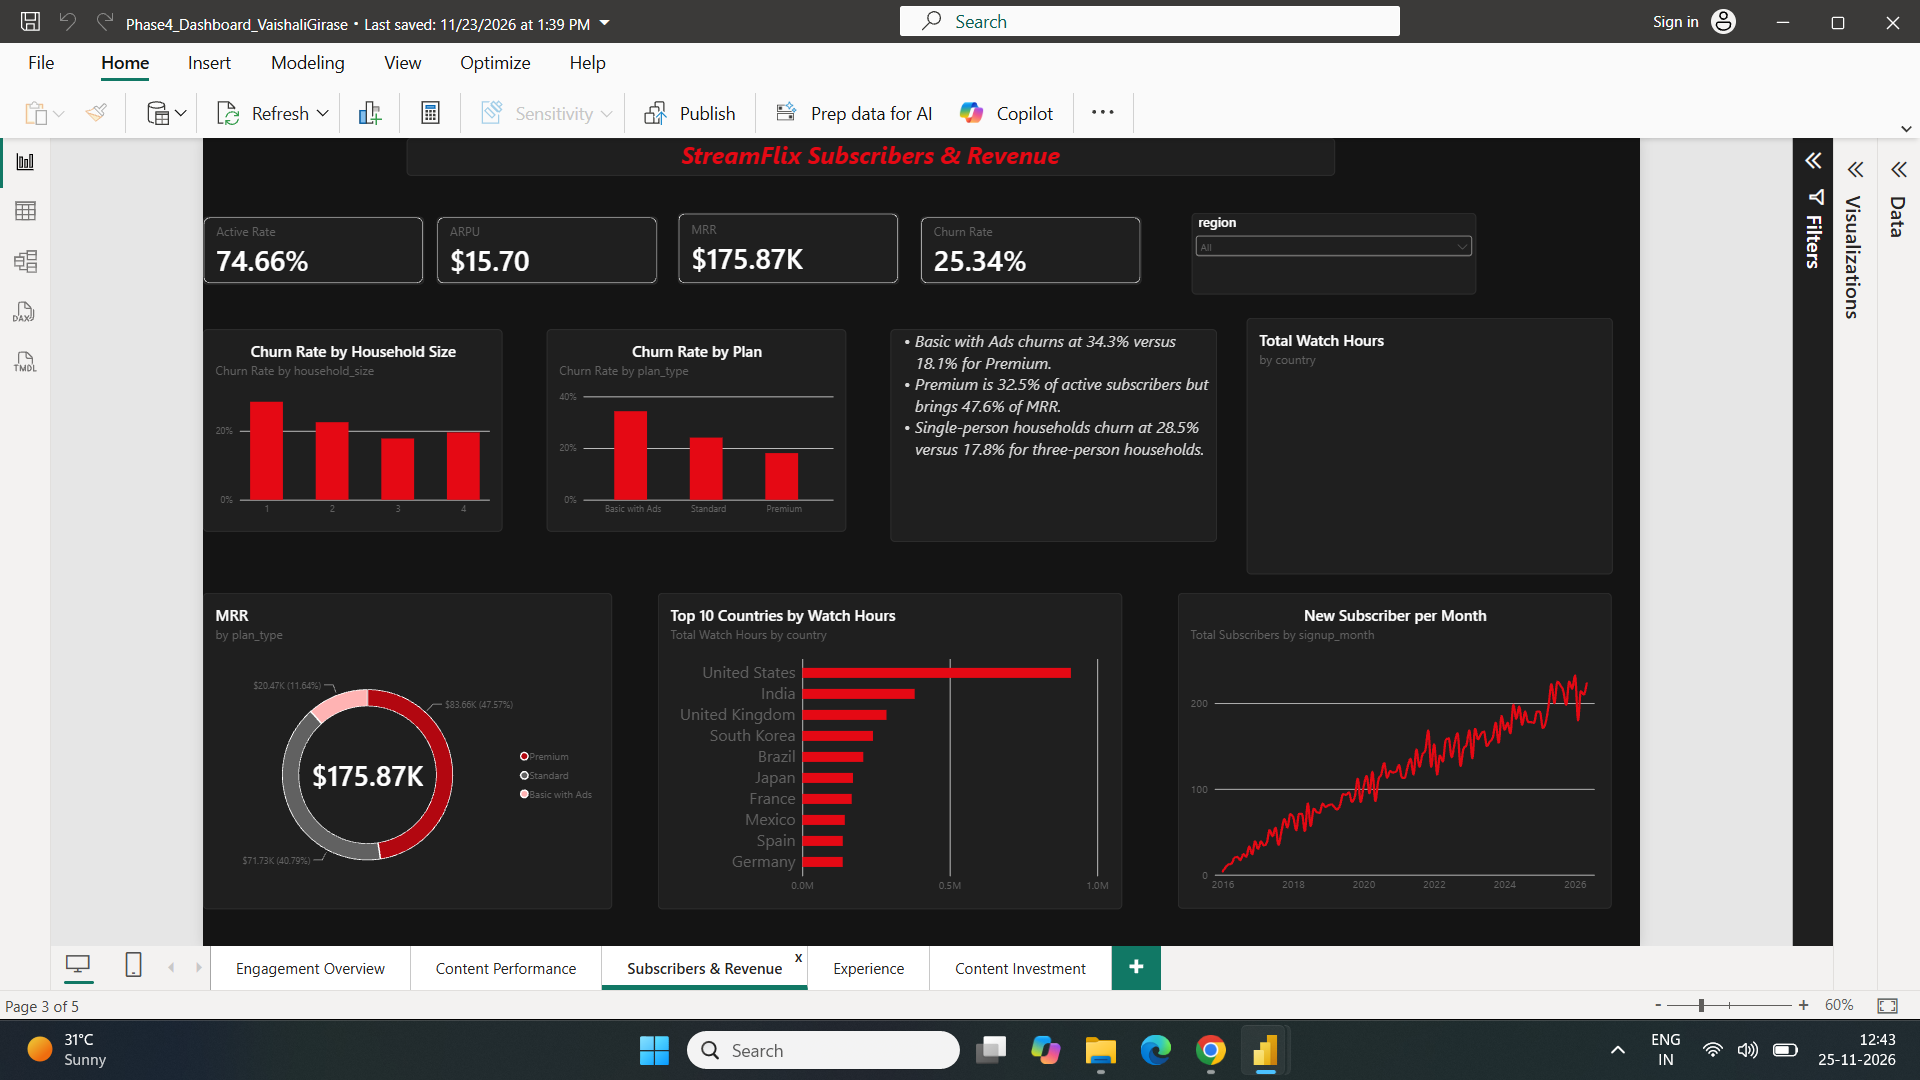 Phase4_Dashboard_VaishaliGirase • Last saved: 11/23/2026 at 1:39 PM
Search
Sign in
File
Home
Insert
Modeling
View
Optimize
Help
Refresh
Sensitivity
Publish
Prep data for AI
Copilot
DAX
TMDL
StreamFlix Subscribers & Revenue
Active Rate
74.66%
ARPU
$15.70
MRR
$175.87K
Churn Rate
25.34%
region
All
Churn Rate by Household Size
Churn Rate by household_size
20%
0%
1
2
3
4
Churn Rate by Plan
Churn Rate by plan_type
40%
20%
0%
Basic with Ads
Standard
Premium
• Basic with Ads churns at 34.3% versus
18.1% for Premium.
• Premium is 32.5% of active subscribers but
brings 47.6% of MRR.
• Single-person households churn at 28.5%
versus 17.8% for three-person households.
Total Watch Hours
by country
MRR
by plan_type
$20.47K (11.64%)
$83.66K (47.57%)
$175.87K
$71.73K (40.79%)
Premium
Standard
Basic with Ads
Top 10 Countries by Watch Hours
Total Watch Hours by country
United States
India
United Kingdom
South Korea
Brazil
Japan
France
Mexico
Spain
Germany
0.0M
0.5M
1.0M
New Subscriber per Month
Total Subscribers by signup_month
200
100
0
2016
2018
2020
2022
2024
2026
Filters
Visualizations
Data
Engagement Overview
Content Performance
Subscribers & Revenue
x
Experience
Content Investment
+
Page 3 of 5
- + 60%
31°C
Sunny
Search
ENG
IN
12:43
25-11-2026